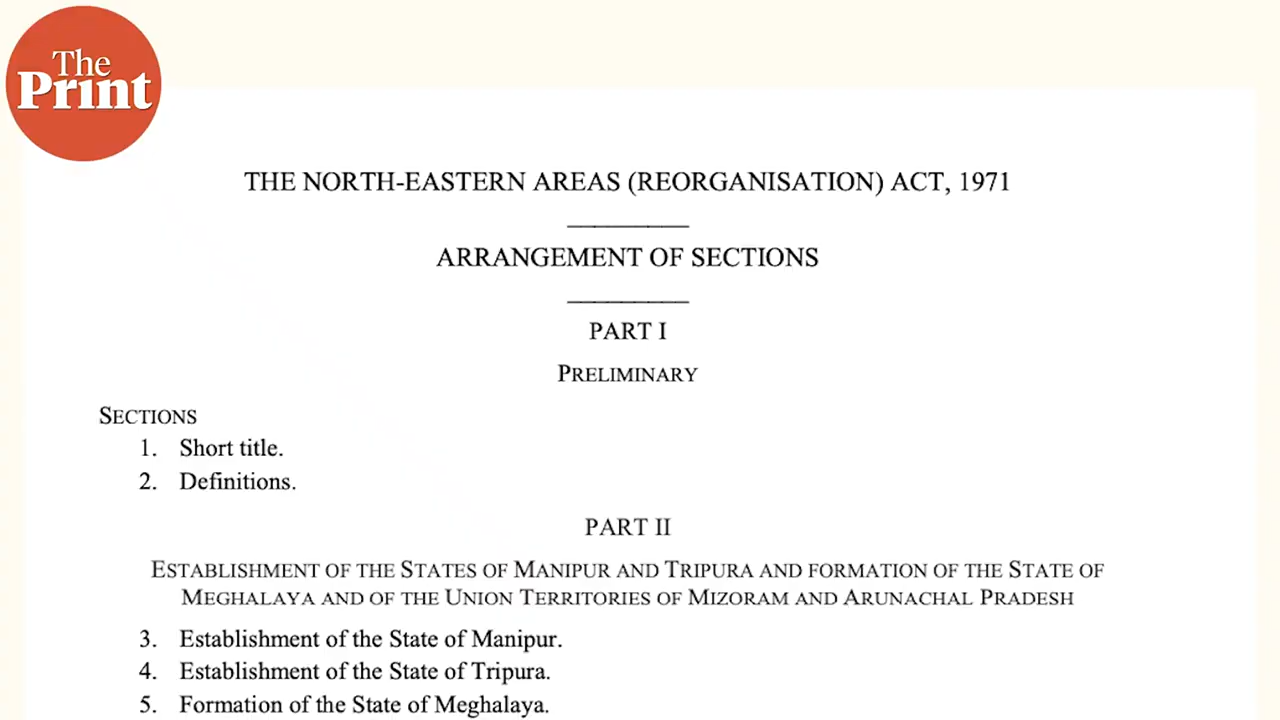 The
Print
THE NORTH-EASTERN AREAS (REORGANISATION) ACT, 1971
ARRANGEMENT OF SECTIONS
PART I
PRELIMINARY
SECTIONS
1. Short title.
2. Definitions.
PART II
ESTABLISHMENT OF THE STATES OF MANIPUR AND TRIPURA AND FORMATION OF THE STATE OF
MEGHALAYA AND OF THE UNION TERRITORIES OF MIZORAM AND ARUNACHAL PRADESH
3. Establishment of the State of Manipur.
4. Establishment of the State of Tripura.
5. Formation of the State of Meghalaya.